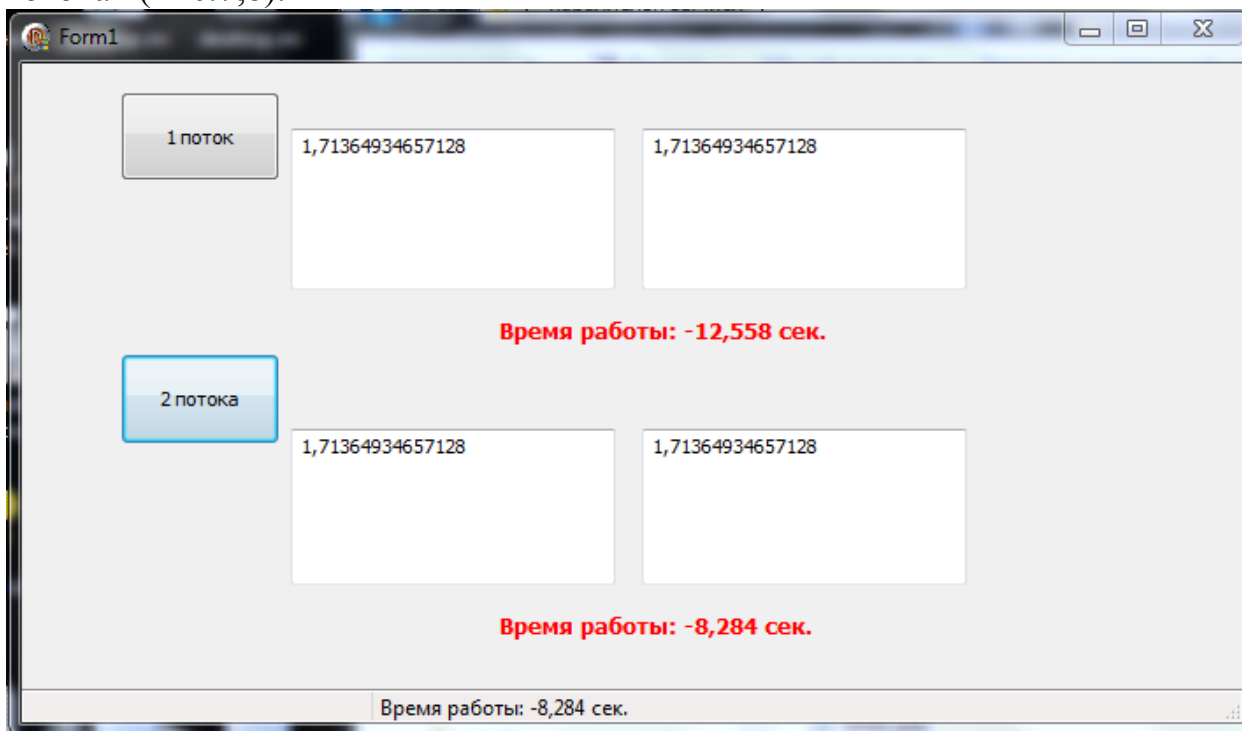 Form1
1 поток
1,71364934657128
1,71364934657128
Время работы: -12,558 сек.
2 потока
1,71364934657128
1,71364934657128
Время работы: -8,284 сек.
Время работы: -8,284 сек.